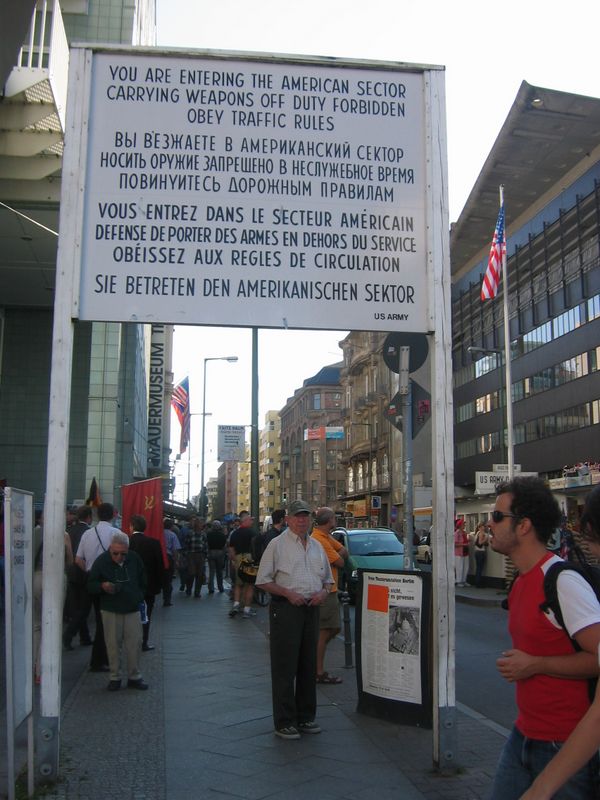 YOU ARE ENTERING THE AMERICAN SECTOR
CARRYING WEAPONS OFF DUTY FORBIDDEN
OBEY TRAFFIC RULES
ВЫ ВЪЕЗЖАЕТЕ В АМЕРИКАНСКИЙ СЕКТОР
НОСИТЬ ОРУЖИЕ ЗАПРЕЩЕНО В НЕСЛУЖЕБНОЕ ВРЕМЯ
ПОВИНУИТЕСЬ ДОРОЖНЫМ ПРАВИЛАМ
VOUS ENTREZ DANS LE SECTEUR AMÉRICAIN
DEFENSE DE PORTER DES ARMES EN DEHORS DU SERVICE
OBÉISSEZ AUX REGLES DE CIRCULATION
SIE BETRETEN DEN AMERIKANISCHEN SEKTOR
US ARMY
MAUERMUSEUM
US ARMY